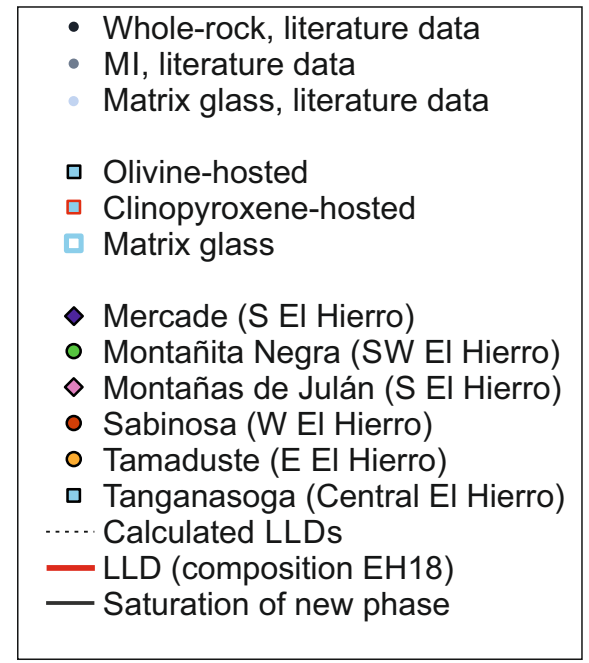 Whole-rock, literature data
MI, literature data
Matrix glass, literature data
Olivine-hosted
Clinopyroxene-hosted
Matrix glass
Mercade (S El Hierro)
Montañita Negra (SW El Hierro)
Montañas de Julán (S El Hierro)
Sabinosa (W El Hierro)
Tamaduste (E El Hierro)
Tanganasoga (Central El Hierro)
Calculated LLDs
LLD (composition EH18)
Saturation of new phase